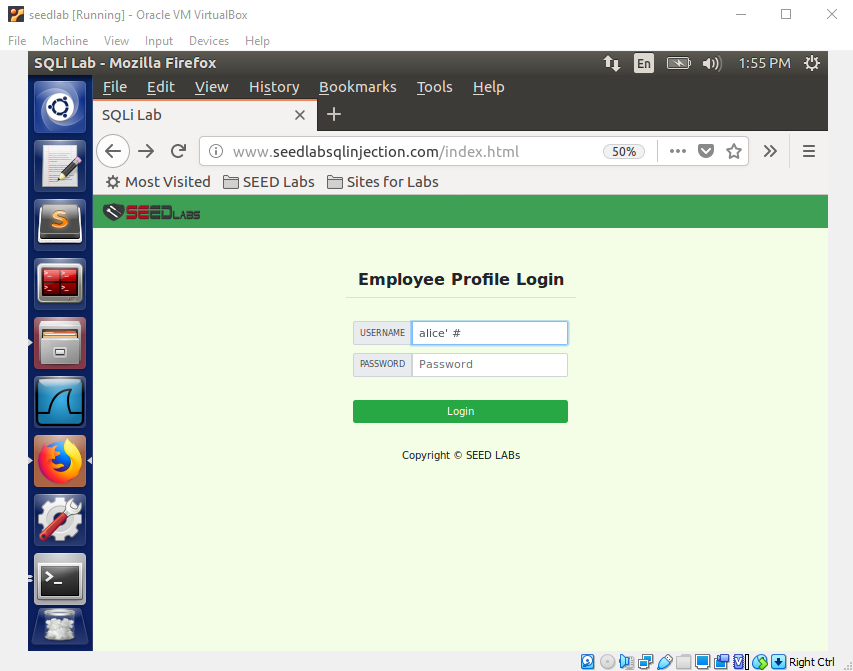 seedlab [Running] - Oracle VM VirtualBox
File Machine View Input Devices Help
SQLi Lab - Mozilla Firefox En 1:55 PM
File Edit View History Bookmarks Tools Help
SQLi Lab
www.seedlabsqlinjection.com/index.html 50%
Most Visited SEED Labs Sites for Labs
SEEDLABS
Employee Profile Login
USERNAME alice' #
PASSWORD Password
Login
Copyright © SEED LABs
Right Ctrl